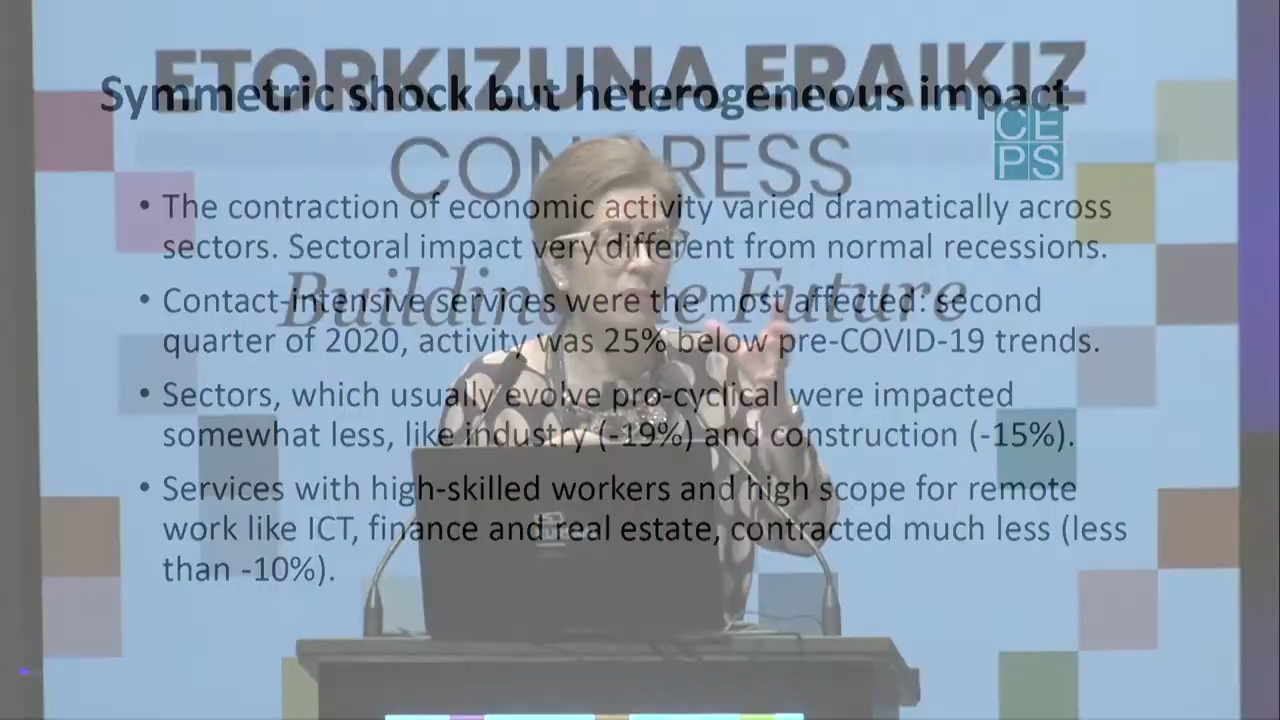 ETORKIZUNA ERAIKIZ
Symmetric shock but heterogeneous impact
CE
PS
CONGRESS
• The contraction of economic activity varied dramatically across
sectors. Sectoral impact very different from normal recessions.
Building the Future
• Contact-intensive services were the most affected: second
quarter of 2020, activity was 25% below pre-COVID-19 trends.
• Sectors, which usually evolve pro-cyclical were impacted
somewhat less, like industry (-19%) and construction (-15%).
• Services with high-skilled workers and high scope for remote
work like ICT, finance and real estate, contracted much less (less
than -10%).